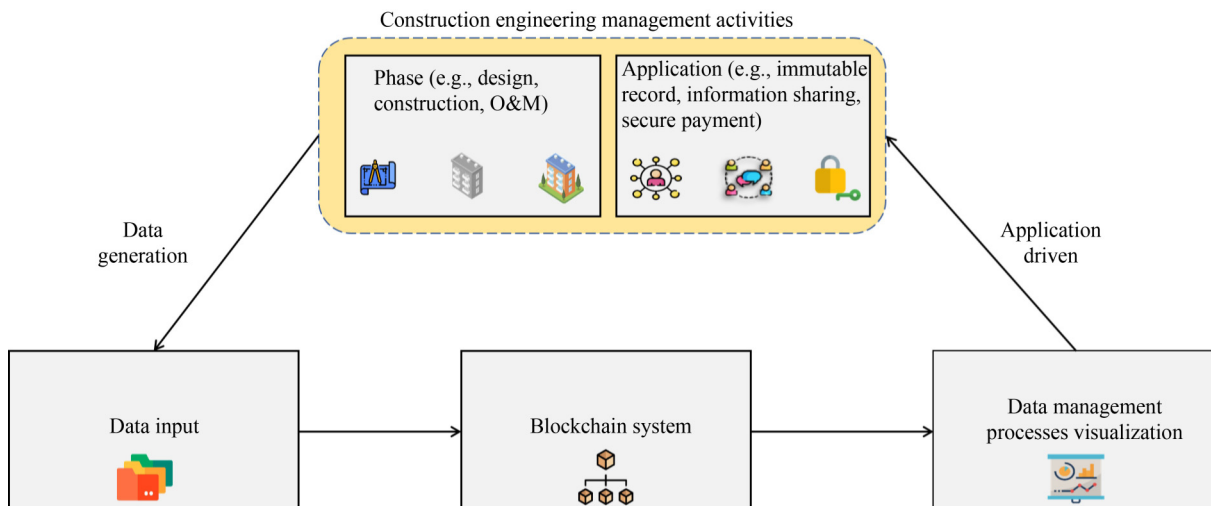 Construction engineering management activities
Phase (e.g., design,
construction, O&M)
Application (e.g., immutable
record, information sharing,
secure payment)
Data
generation
Application
driven
Data input
Blockchain system
Data management
processes visualization